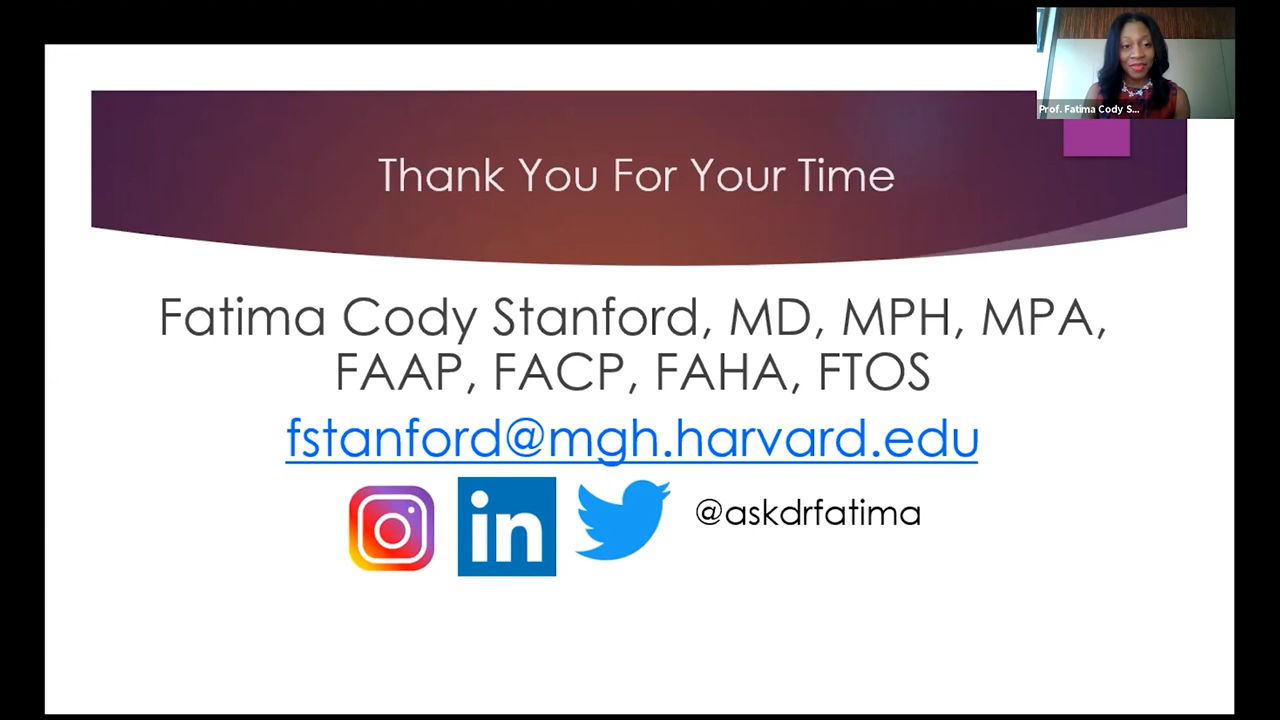 Prof. Fatima Cody S...
Thank You For Your Time
Fatima Cody Stanford, MD, MPH, MPA,
FAAP, FACP, FAHA, FTOS
fstanford@mgh.harvard.edu
in
@askdrfatima